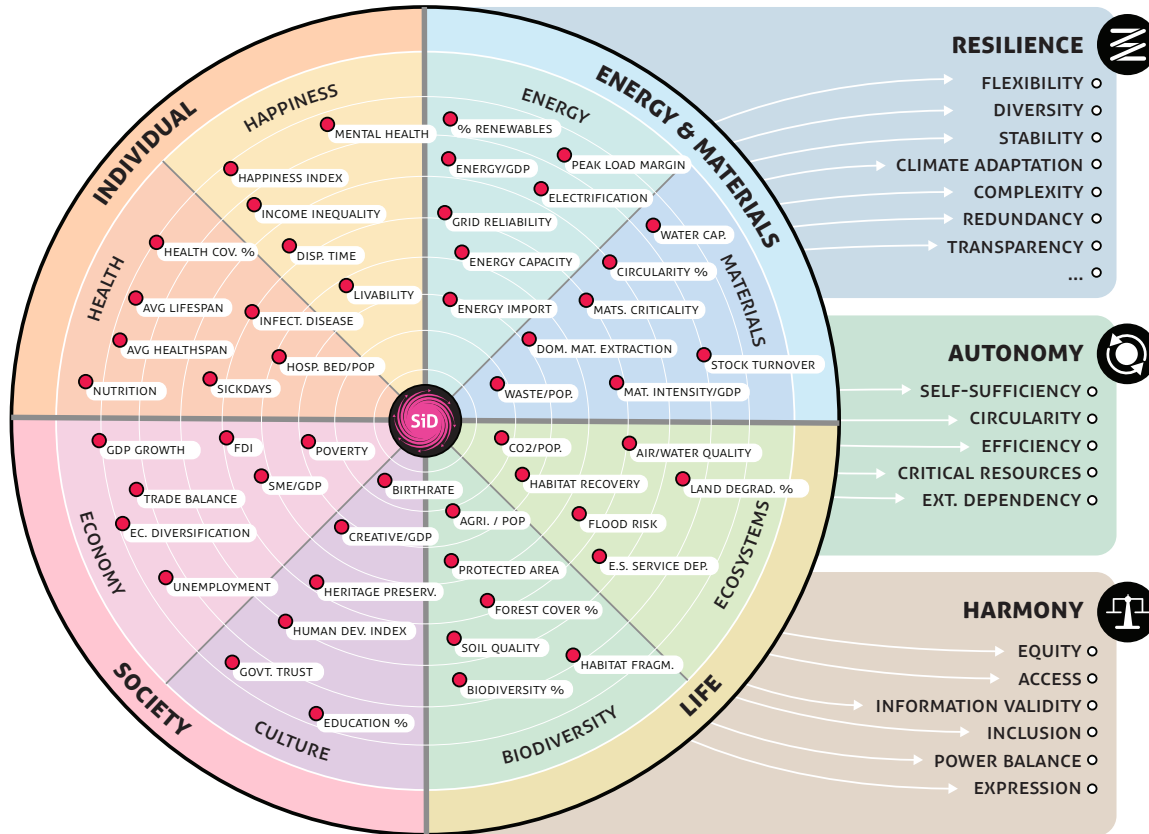 INDIVIDUAL
HAPPINESS
MENTAL HEALTH
HAPPINESS INDEX
INCOME INEQUALITY
DISP. TIME
LIVABILITY
HEALTH
HEALTH COV. %
AVG LIFESPAN
INFECT. DISEASE
AVG HEALTHSPAN
HOSP. BED/POP
NUTRITION
SICKDAYS
ENERGY & MATERIALS
ENERGY
% RENEWABLES
PEAK LOAD MARGIN
ENERGY/GDP
ELECTRIFICATION
GRID RELIABILITY
ENERGY CAPACITY
ENERGY IMPORT
MATERIALS
WATER CAP.
CIRCULARITY %
MATS. CRITICALITY
DOM. MAT. EXTRACTION
STOCK TURNOVER
WASTE/POP.
MAT. INTENSITY/GDP
SiD
SOCIETY
ECONOMY
GDP GROWTH
FDI
POVERTY
SME/GDP
TRADE BALANCE
EC. DIVERSIFICATION
UNEMPLOYMENT
CULTURE
BIRTHRATE
CREATIVE/GDP
HERITAGE PRESERV.
HUMAN DEV. INDEX
GOVT. TRUST
EDUCATION %
LIFE
ECOSYSTEMS
CO2/POP.
AIR/WATER QUALITY
HABITAT RECOVERY
LAND DEGRAD. %
FLOOD RISK
E.S. SERVICE DEP.
BIODIVERSITY
AGRI. / POP
PROTECTED AREA
FOREST COVER %
SOIL QUALITY
HABITAT FRAGM.
BIODIVERSITY %
RESILIENCE
FLEXIBILITY
DIVERSITY
STABILITY
CLIMATE ADAPTATION
COMPLEXITY
REDUNDANCY
TRANSPARENCY
...
AUTONOMY
SELF-SUFFICIENCY
CIRCULARITY
EFFICIENCY
CRITICAL RESOURCES
EXT. DEPENDENCY
HARMONY
EQUITY
ACCESS
INFORMATION VALIDITY
INCLUSION
POWER BALANCE
EXPRESSION